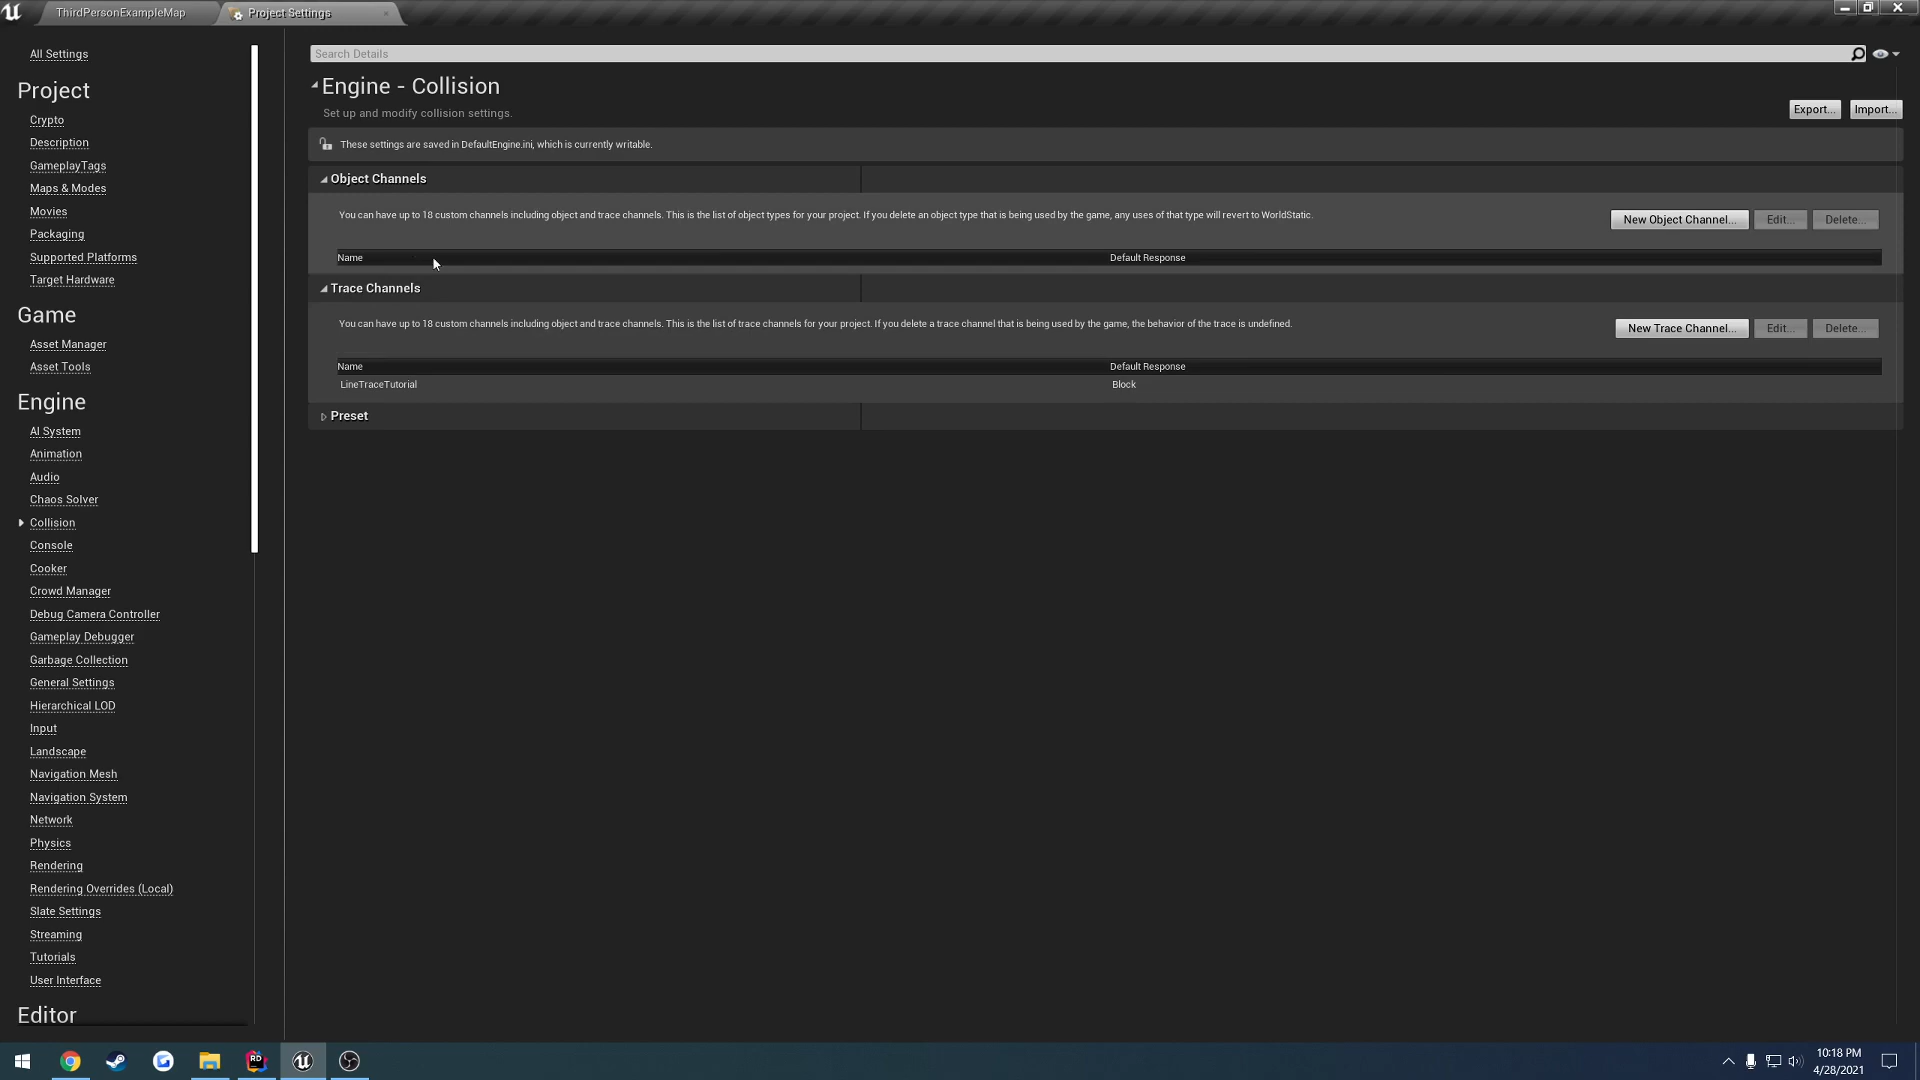 ThirdPersonExampleMap
Project Settings
All Settings
Project
Crypto
Description
GameplayTags
Maps & Modes
Movies
Packaging
Supported Platforms
Target Hardware
Game
Asset Manager
Asset Tools
Engine
AI System
Animation
Audio
Chaos Solver
Collision
Console
Cooker
Crowd Manager
Debug Camera Controller
Gameplay Debugger
Garbage Collection
General Settings
Hierarchical LOD
Input
Landscape
Navigation Mesh
Navigation System
Network
Physics
Rendering
Rendering Overrides (Local)
Slate Settings
Streaming
Tutorials
User Interface
Editor
Search Details
Engine - Collision
Set up and modify collision settings.
Export... Import...
These settings are saved in DefaultEngine.ini, which is currently writable.
Object Channels
You can have up to 18 custom channels including object and trace channels. This is the list of object types for your project. If you delete an object type that is being used by the game, any uses of that type will revert to WorldStatic.
New Object Channel... Edit... Delete...
Name Default Response
Trace Channels
You can have up to 18 custom channels including object and trace channels. This is the list of trace channels for your project. If you delete a trace channel that is being used by the game, the behavior of the trace is undefined.
New Trace Channel... Edit... Delete...
Name Default Response
LineTraceTutorial Block
Preset
RD
10:18 PM
4/28/2021